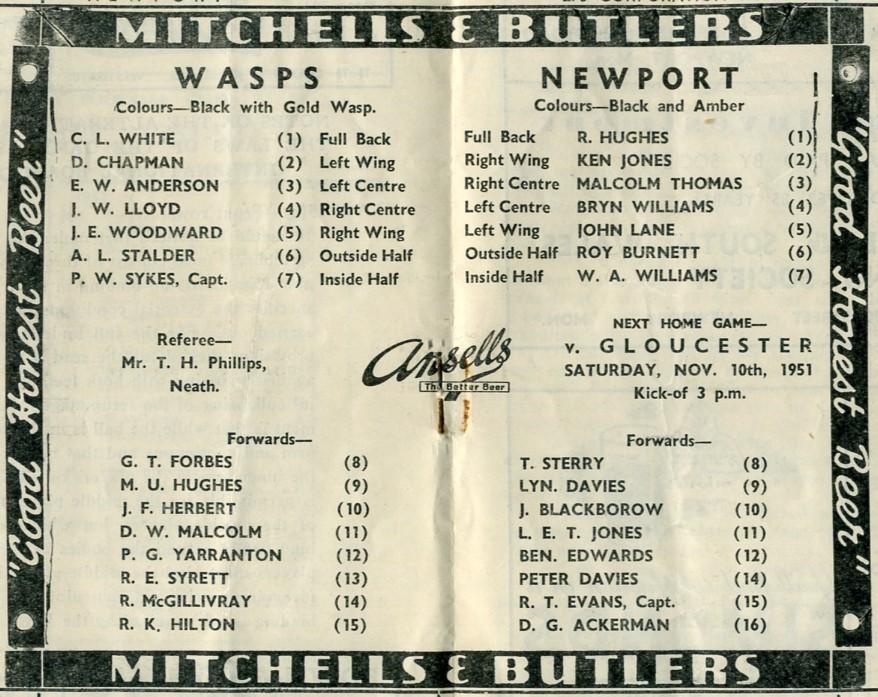 MITCHELLS & BUTLERS
"Good Honest Beer"
WASPS
Colours—Black with Gold Wasp.
C. L. WHITE (1) Full Back
D. CHAPMAN (2) Left Wing
E. W. ANDERSON (3) Left Centre
J. W. LLOYD (4) Right Centre
J. E. WOODWARD (5) Right Wing
A. L. STALDER (6) Outside Half
P. W. SYKES, Capt. (7) Inside Half
Referee—
Mr. T. H. Phillips,
Neath.
Forwards—
G. T. FORBES (8)
M. U. HUGHES (9)
J. F. HERBERT (10)
D. W. MALCOLM (11)
P. G. YARRANTON (12)
R. E. SYRETT (13)
R. McGILLIVRAY (14)
R. K. HILTON (15)
Ansells
The Better Beer
NEWPORT
Colours—Black and Amber
Full Back R. HUGHES (1)
Right Wing KEN JONES (2)
Right Centre MALCOLM THOMAS (3)
Left Centre BRYN WILLIAMS (4)
Left Wing JOHN LANE (5)
Outside Half ROY BURNETT (6)
Inside Half W. A. WILLIAMS (7)
NEXT HOME GAME—
v. GLOUCESTER
SATURDAY, NOV. 10th, 1951
Kick-of 3 p.m.
Forwards—
T. STERRY (8)
LYN. DAVIES (9)
J. BLACKBOROW (10)
L. E. T. JONES (11)
BEN. EDWARDS (12)
PETER DAVIES (14)
R. T. EVANS, Capt. (15)
D. G. ACKERMAN (16)
"Good Honest Beer"
MITCHELLS & BUTLERS